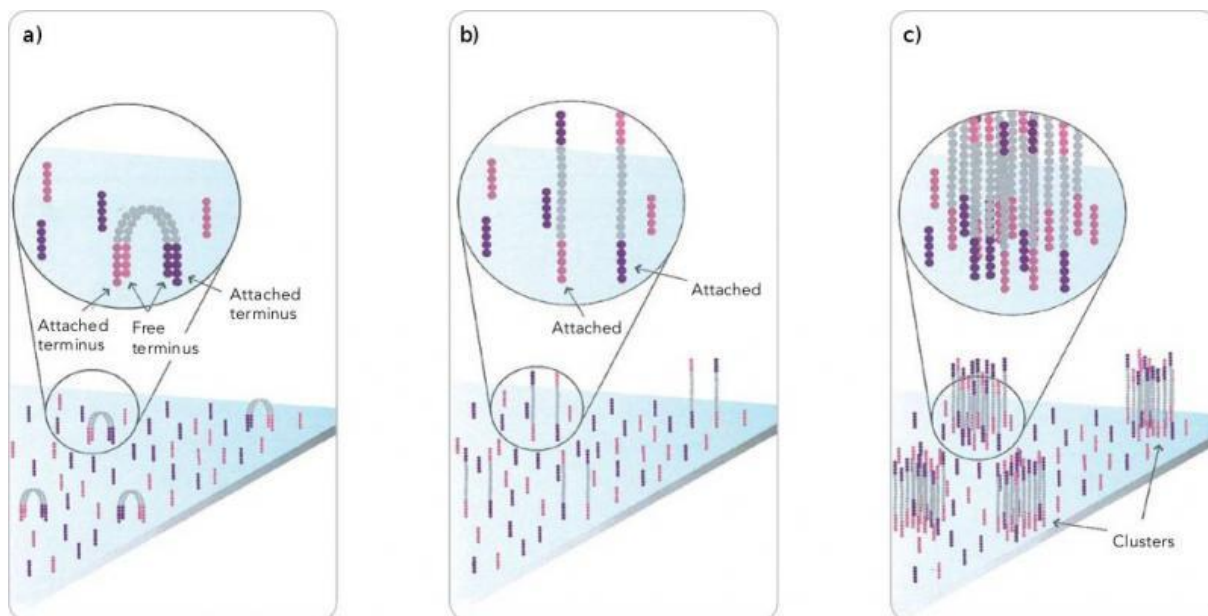 a)
Attached
terminus
Free
terminus
Attached
terminus
b)
Attached
Attached
c)
Clusters